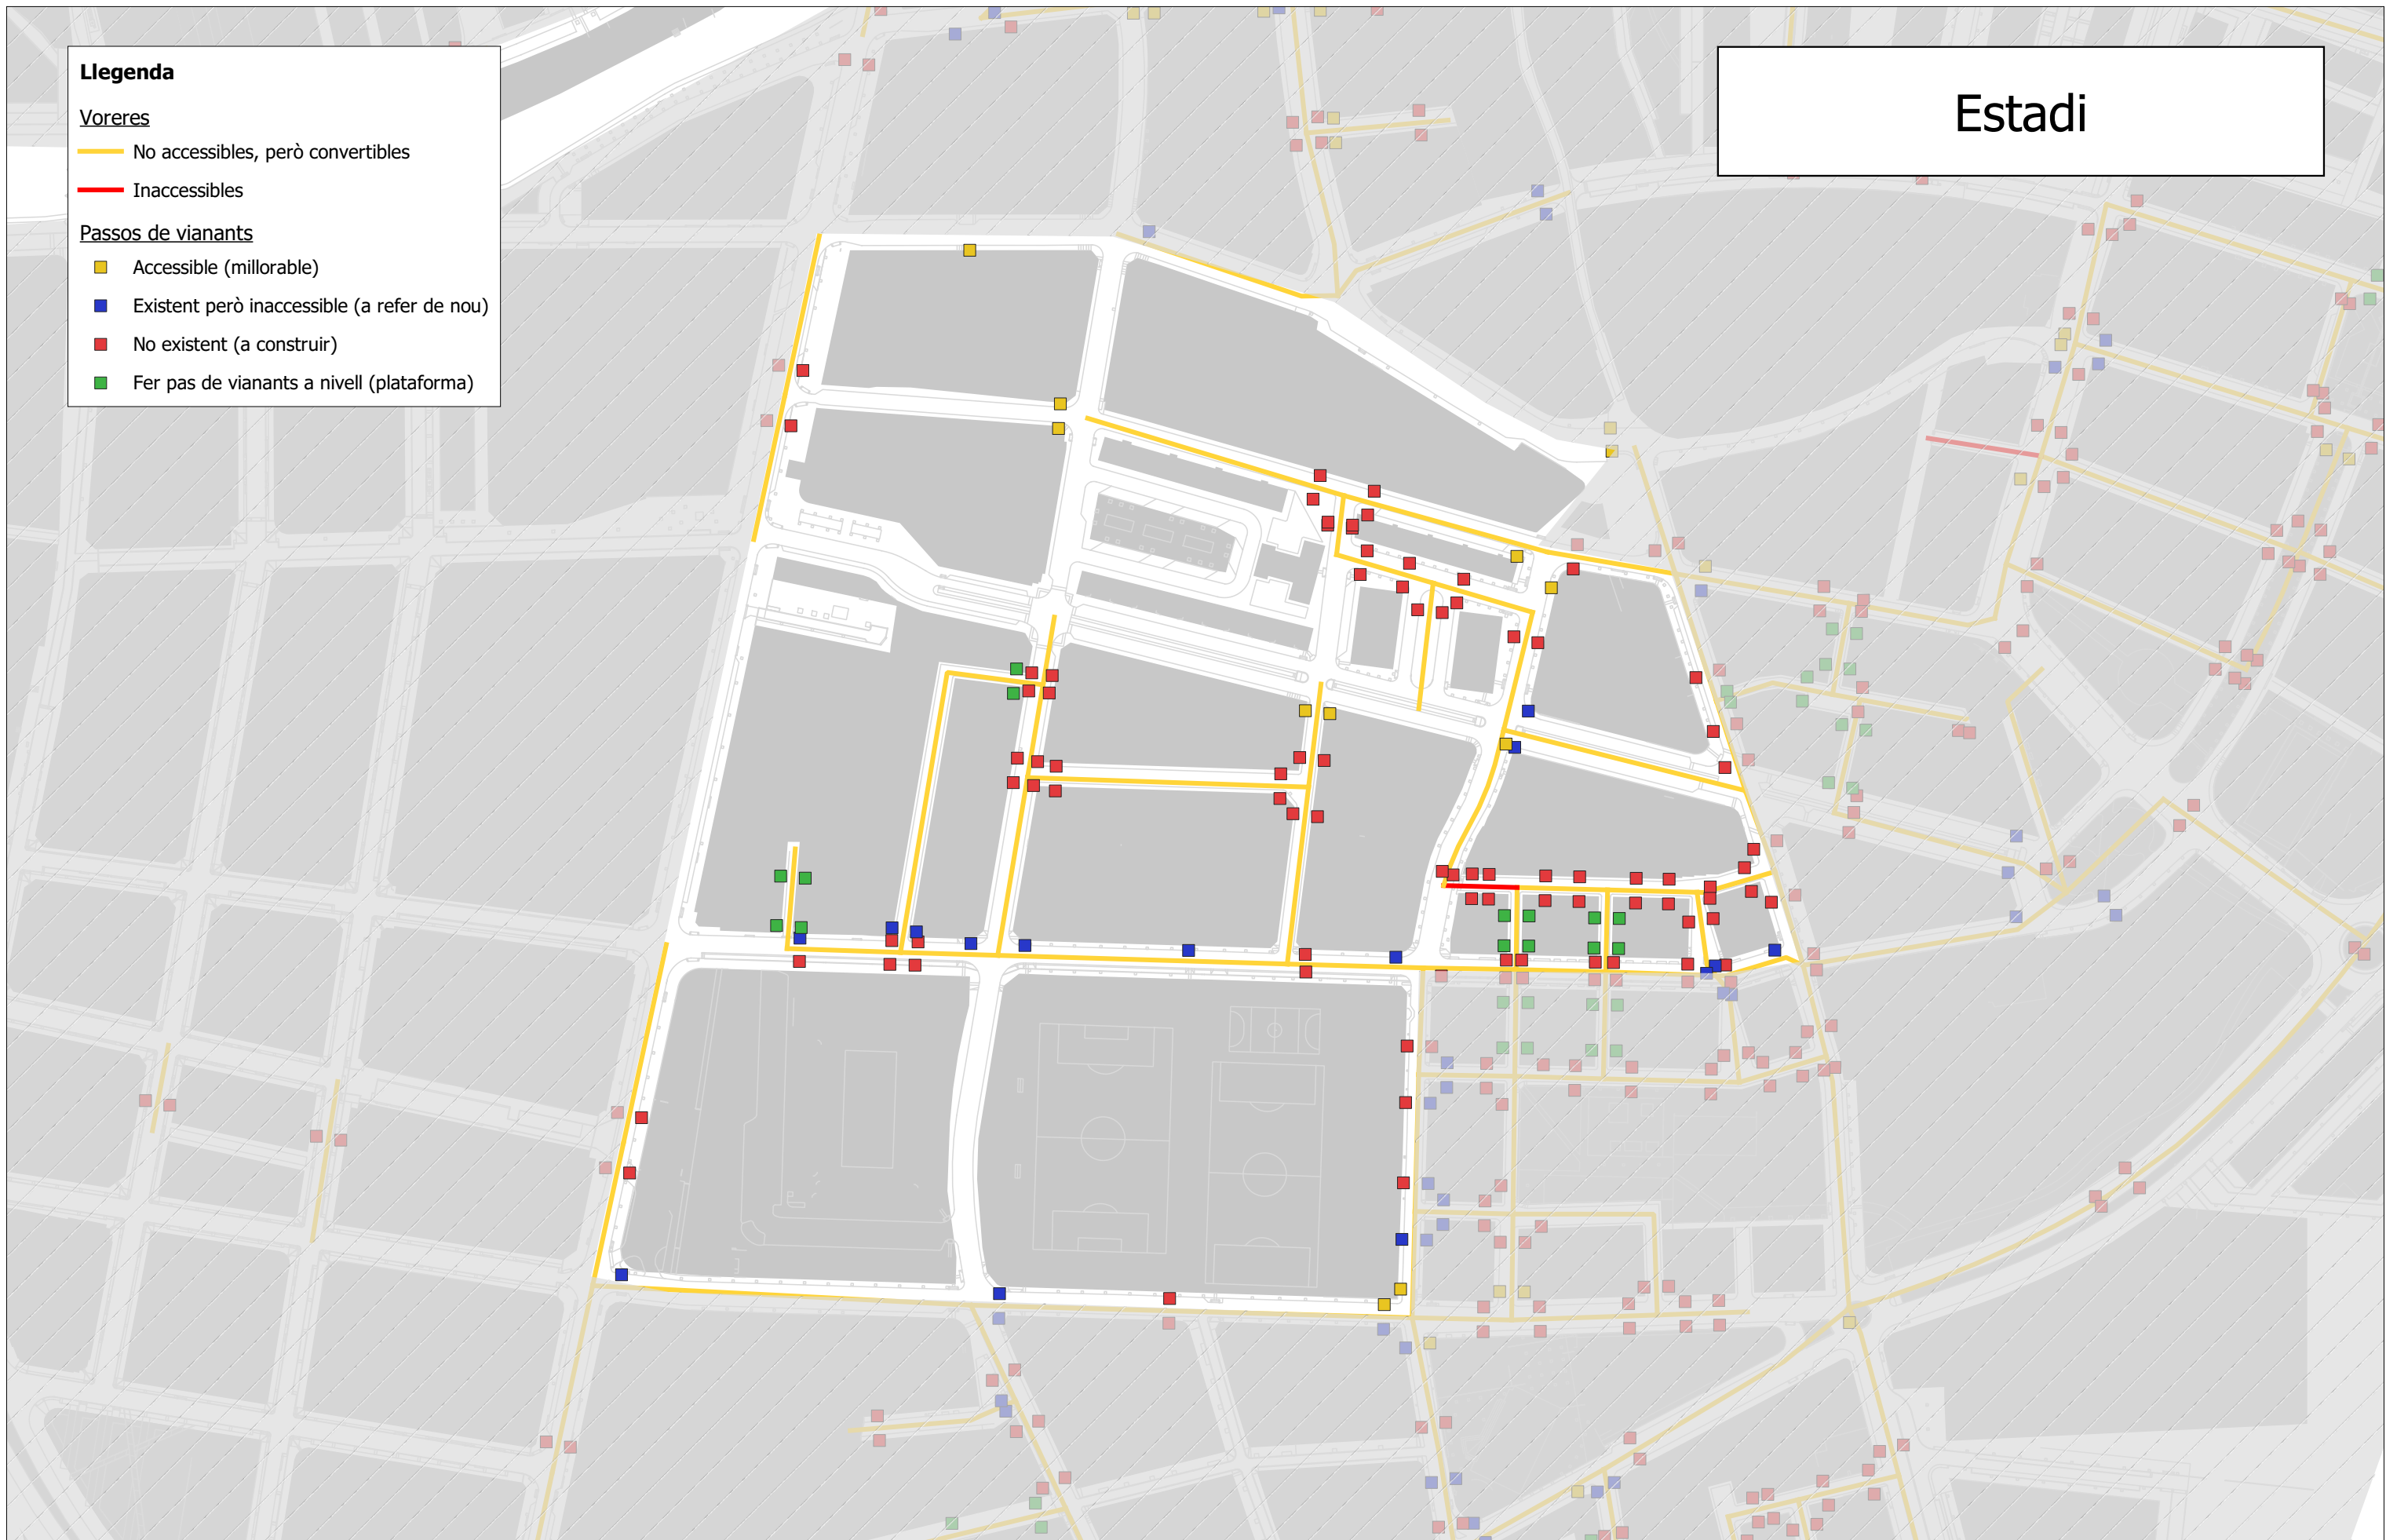 Llegenda
Voreres
No accessibles, però convertibles
Inaccessibles
Passos de vianants
Accessible (millorable)
Existent però inaccessible (a refer de nou)
No existent (a construir)
Fer pas de vianants a nivell (plataforma)
Estadi